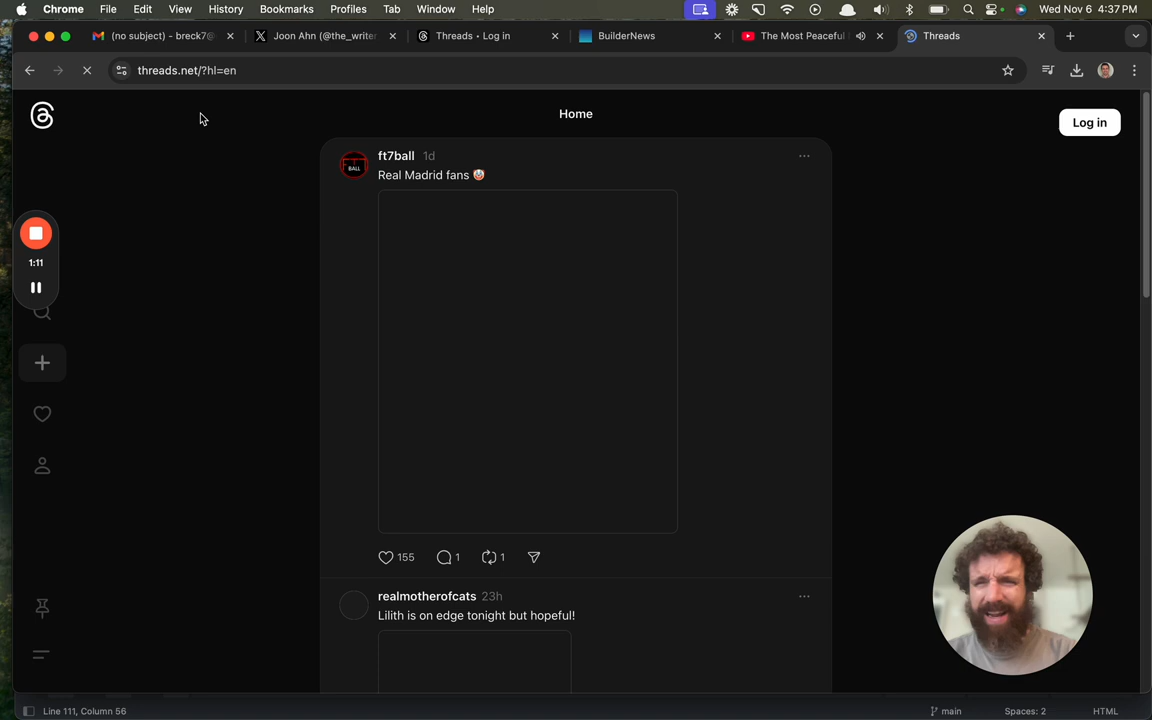 Chrome File Edit View History Bookmarks Profiles Tab Window Help Wed Nov 6 4:37 PM
(no subject) - breck7@ Joon Ahn (@the_writer Threads • Log in BuilderNews The Most Peaceful Threads
threads.net/?hl=en
Home
Log in
ft7ball 1d
Real Madrid fans 🤡
BALL
1:11
155 1 1
realmotherofcats 23h
Lilith is on edge tonight but hopeful!
Line 111, Column 56 main Spaces: 2 HTML